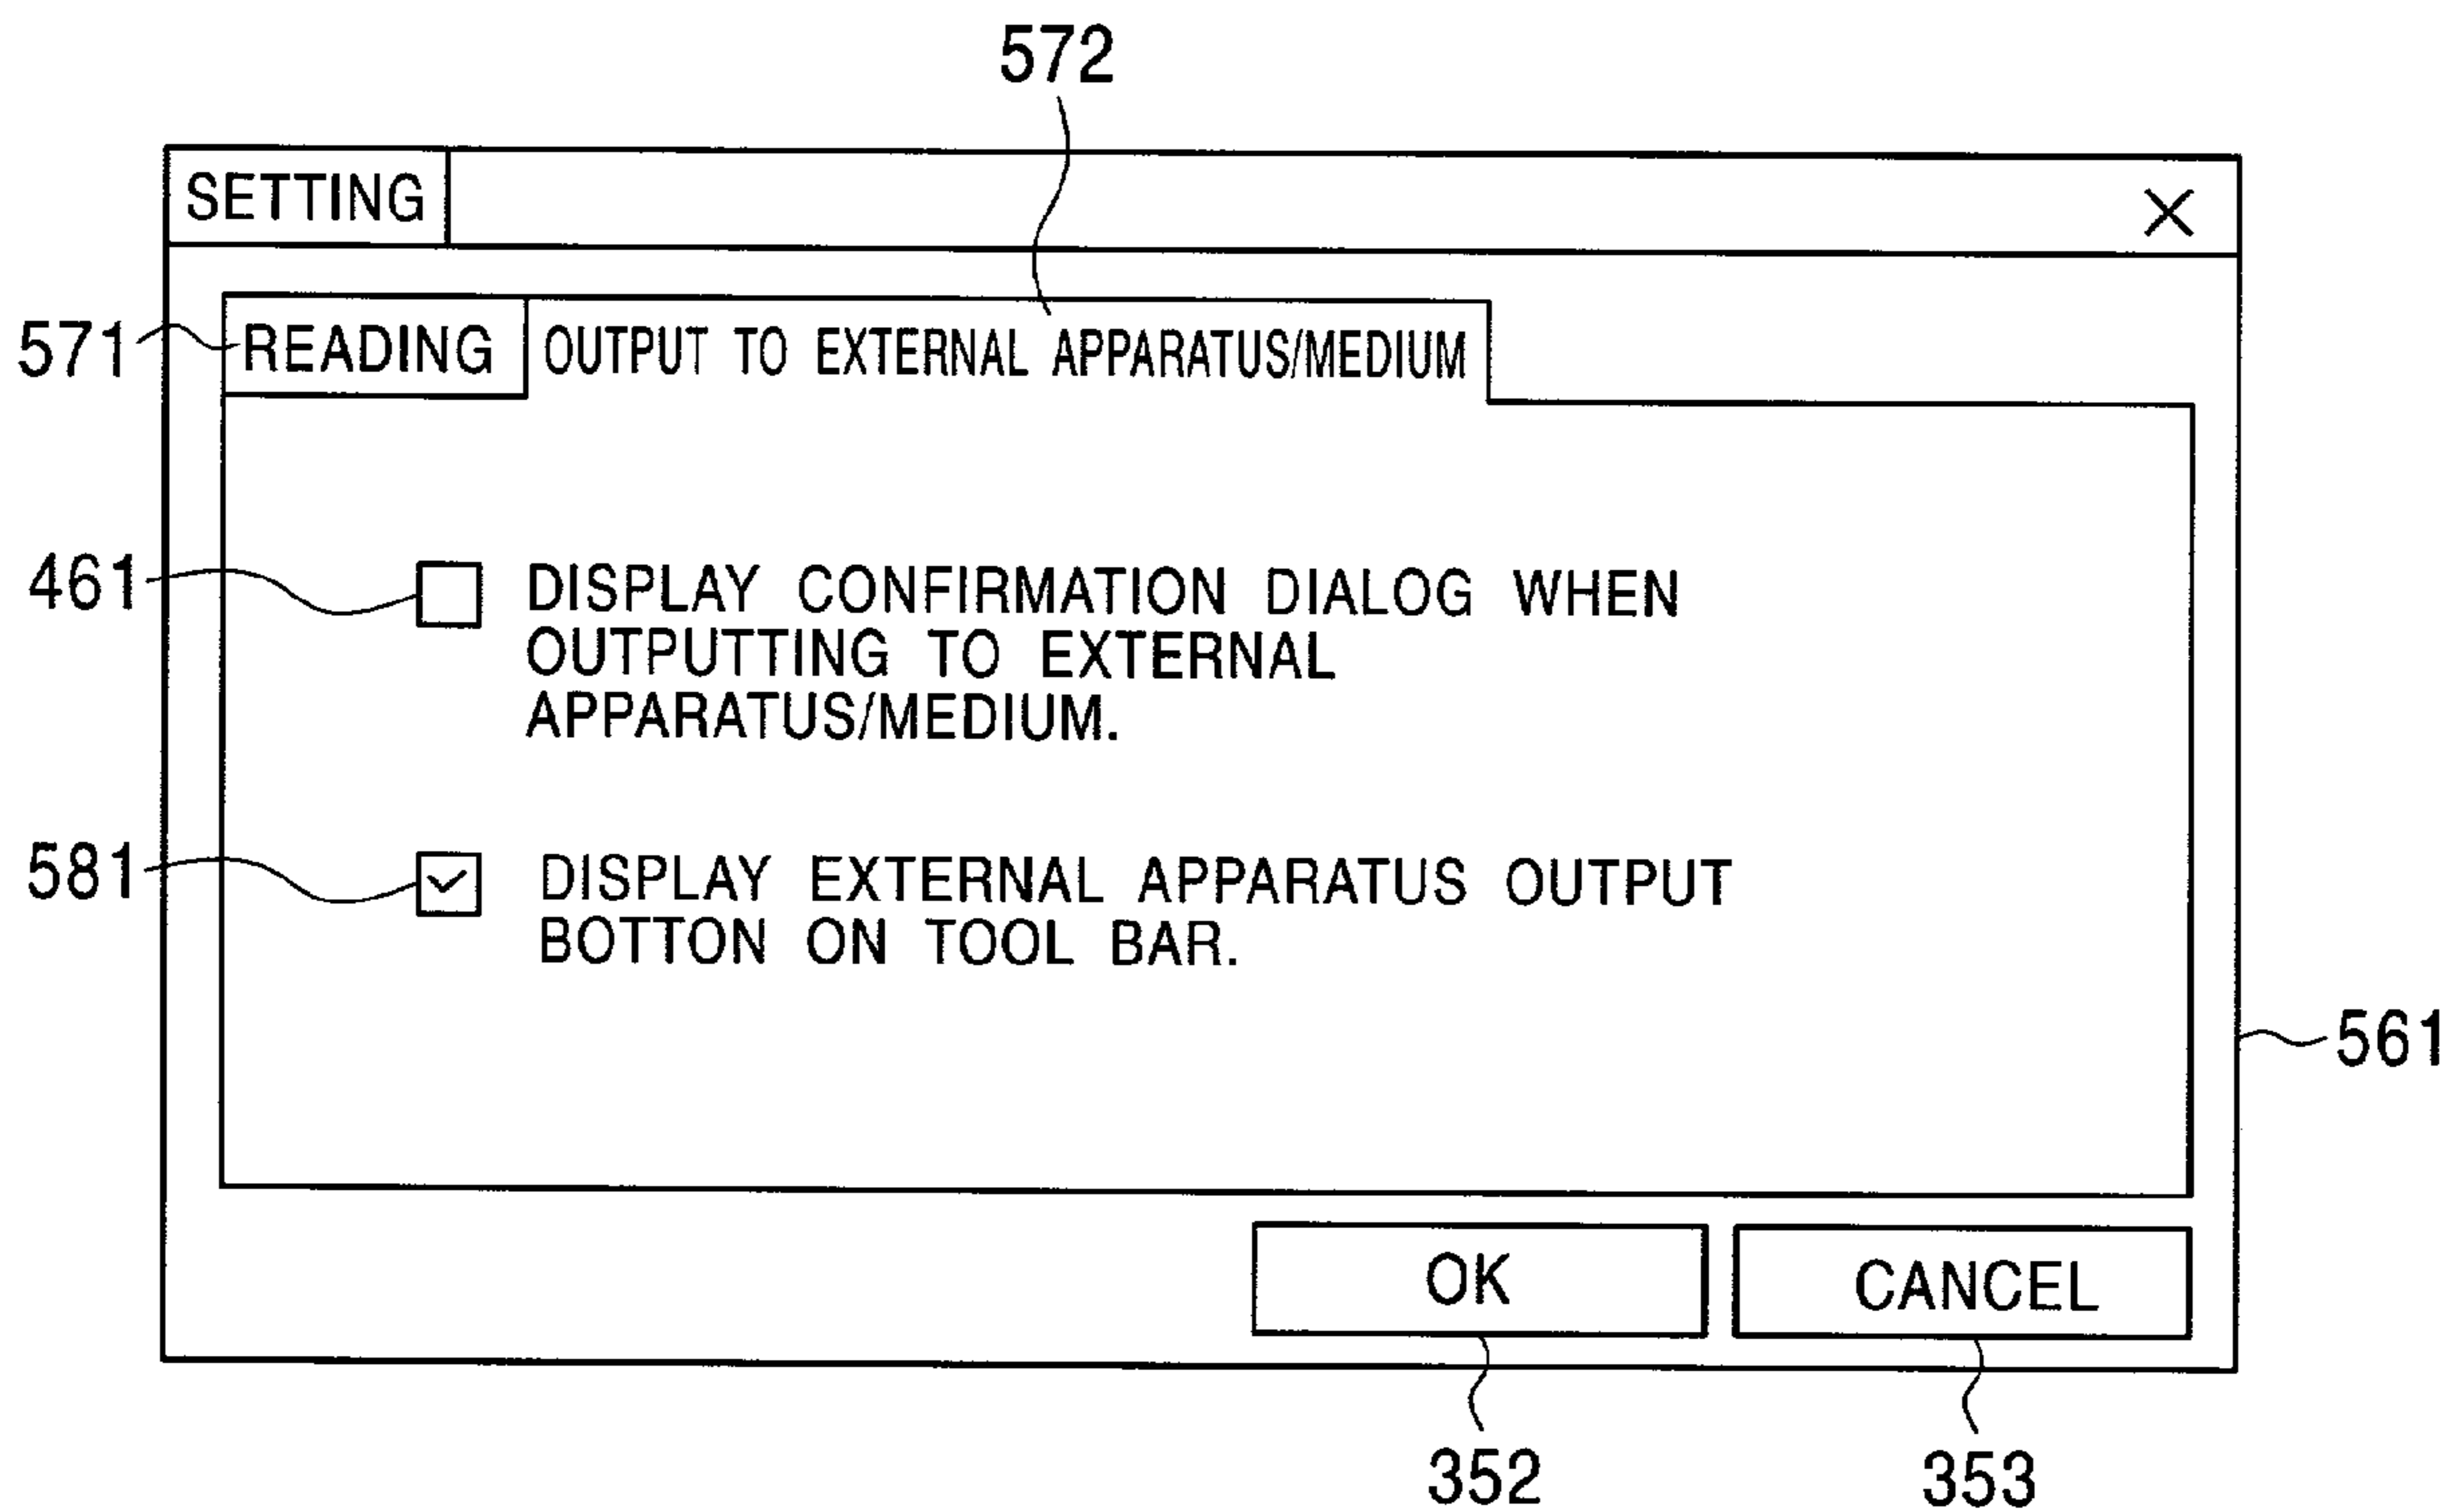 572
SETTING
571
READING
OUTPUT TO EXTERNAL APPARATUS/MEDIUM
461
DISPLAY CONFIRMATION DIALOG WHEN
OUTPUTTING TO EXTERNAL
APPARATUS/MEDIUM.
581
DISPLAY EXTERNAL APPARATUS OUTPUT
BOTTON ON TOOL BAR.
561
OK
CANCEL
352
353